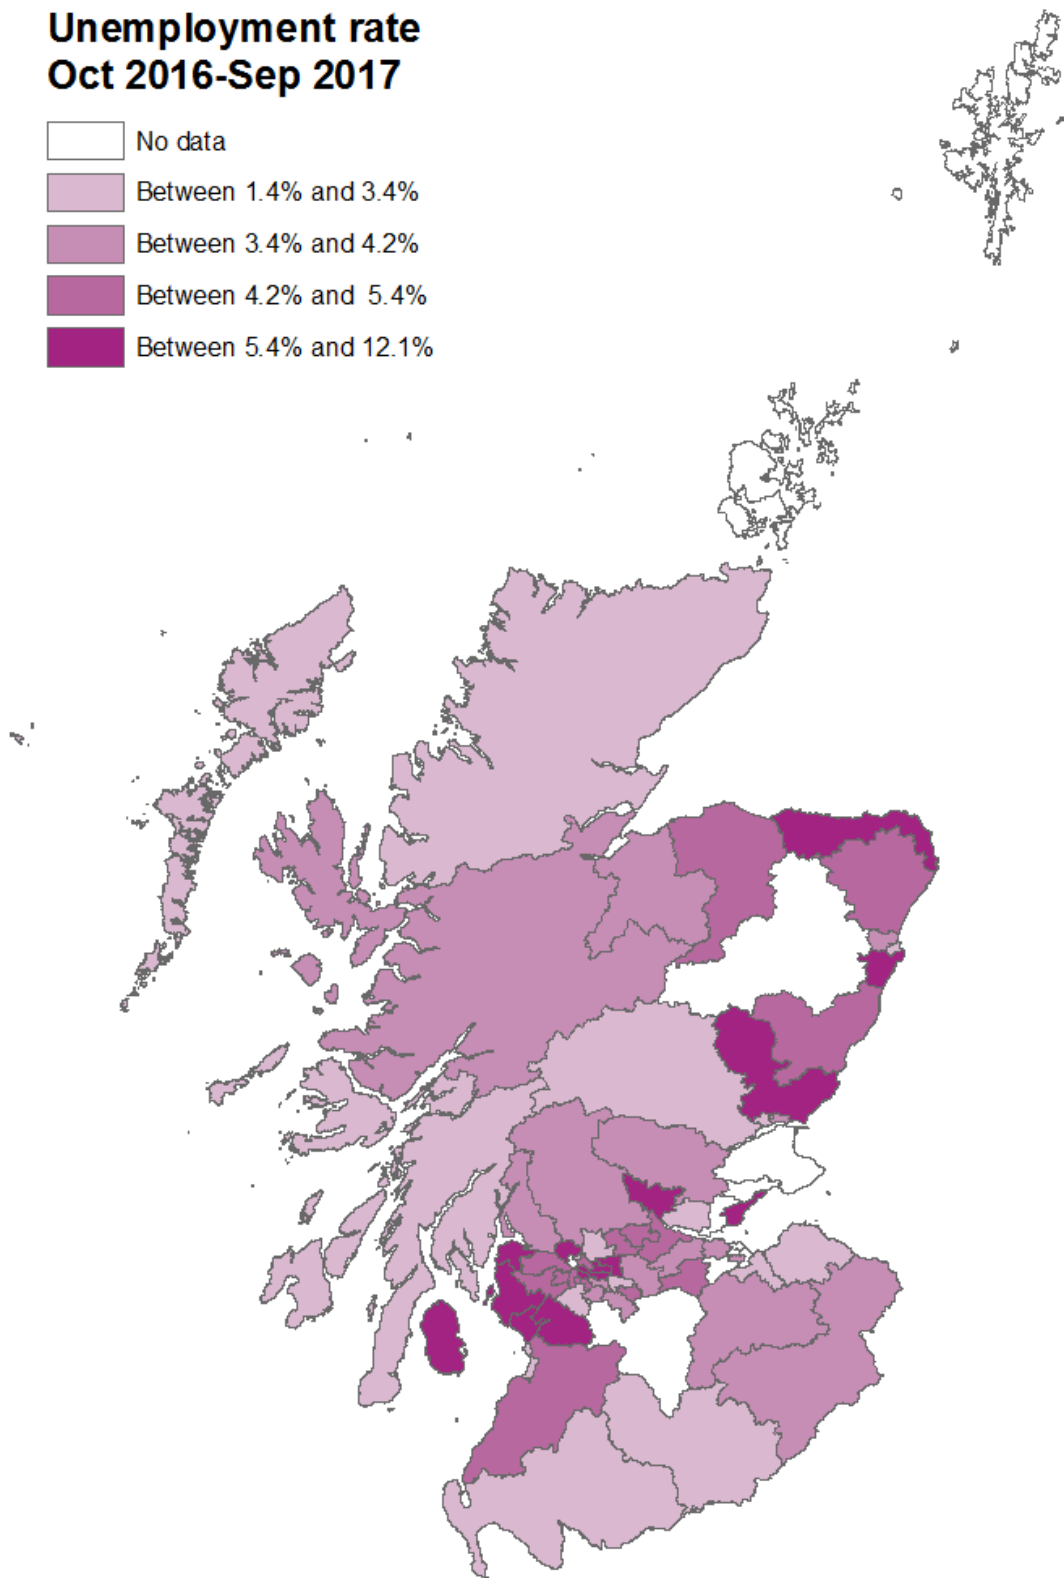 Unemployment rate
Oct 2016-Sep 2017
No data
Between 1.4% and 3.4%
Between 3.4% and 4.2%
Between 4.2% and 5.4%
Between 5.4% and 12.1%